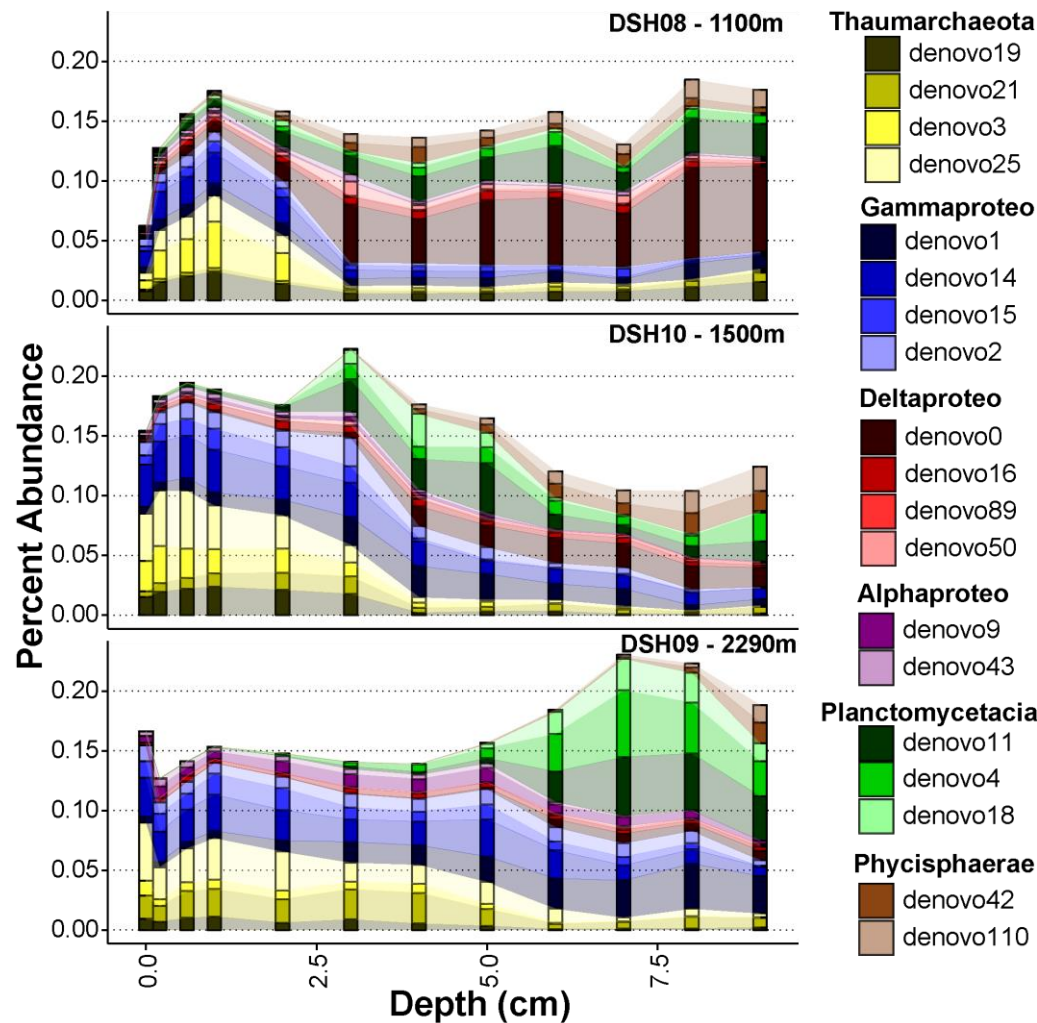 DSH08 - 1100m
0.20
0.15
0.10
0.05
0.00
DSH10 - 1500m
0.20
0.15
0.10
0.05
0.00
DSH09 - 2290m
0.20
0.15
0.10
0.05
0.00
Percent Abundance
0.0
2.5
5.0
7.5
Depth (cm)
Thaumarchaeota
denovo19
denovo21
denovo3
denovo25
Gammaproteo
denovo1
denovo14
denovo15
denovo2
Deltaproteo
denovo0
denovo16
denovo89
denovo50
Alphaproteo
denovo9
denovo43
Planctomycetacia
denovo11
denovo4
denovo18
Phycisphaerae
denovo42
denovo110